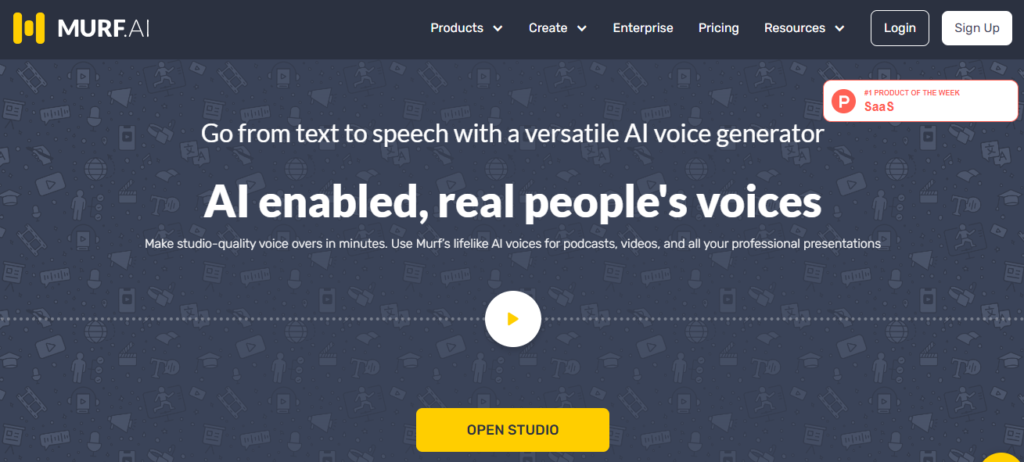 MURF.AI
Products
Create
Enterprise
Pricing
Resources
Login
Sign Up
P
#1 PRODUCT OF THE WEEK
SaaS
Go from text to speech with a versatile AI voice generator
AI enabled, real people's voices
Make studio-quality voice overs in minutes. Use Murf's lifelike AI voices for podcasts, videos, and all your professional presentations
OPEN STUDIO